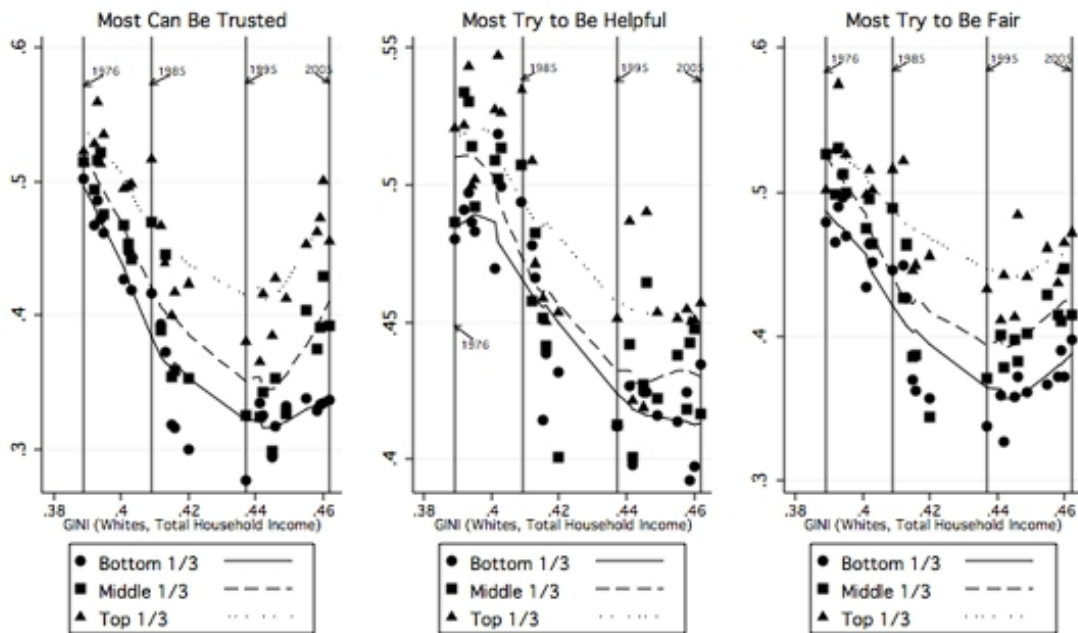 Most Can Be Trusted
.6
.5
.4
.3
1976
1985
1995
2005
.38 .4 .42 .44 .46
GINI (Whites, Total Household Income)
Bottom 1/3
Middle 1/3
Top 1/3
Most Try to Be Helpful
.55
.5
.45
.4
1985
1995
2005
1976
.38 .4 .42 .44 .46
GINI (Whites, Total Household Income)
Bottom 1/3
Middle 1/3
Top 1/3
Most Try to Be Fair
.6
.5
.4
.3
1976
1985
1995
2005
.38 .4 .42 .44 .46
GINI (Whites, Total Household Income)
Bottom 1/3
Middle 1/3
Top 1/3